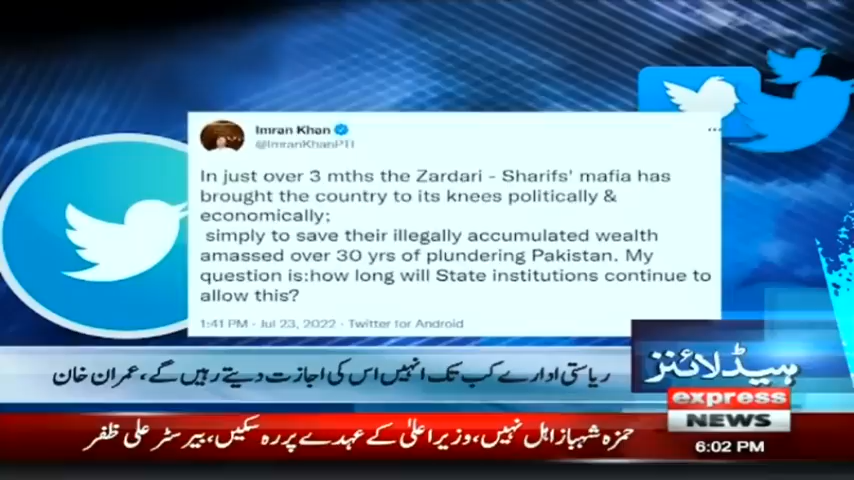 Imran Khan
@ImranKhanPTI
In just over 3 mths the Zardari - Sharifs' mafia has
brought the country to its knees politically &
economically;
simply to save their illegally accumulated wealth
amassed over 30 yrs of plundering Pakistan. My
question is:how long will State institutions continue to
allow this?
1:41 PM · Jul 23, 2022 · Twitter for Android
ریاستی ادارے کب تک انہیں اس کی اجازت دیتے رہیں گے، عمران خان
ہیڈلائنز
express
NEWS
6:02 PM
حمزہ شہباز اہل نہیں، وزیراعلیٰ کے عہدے پر رہ سکیں، بیرسٹر علی ظفر